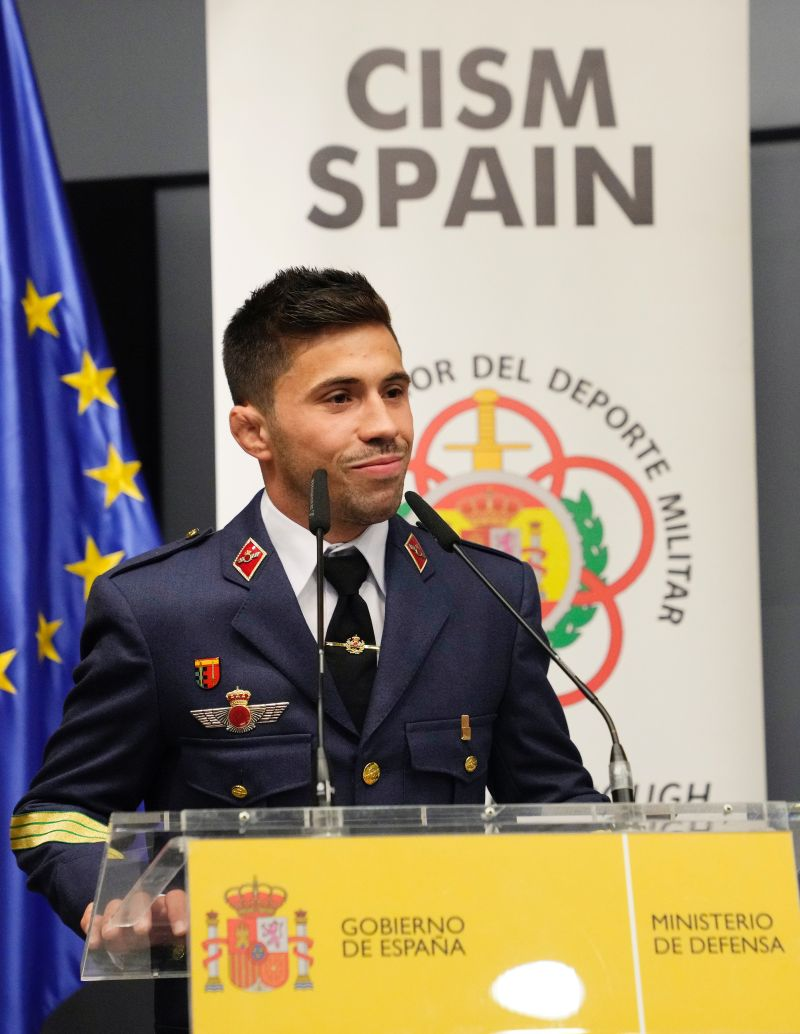 CISM
SPAIN
OR DEL DEPORTE MILITAR
GOBIERNO
DE ESPAÑA
MINISTERIO
DE DEFENSA